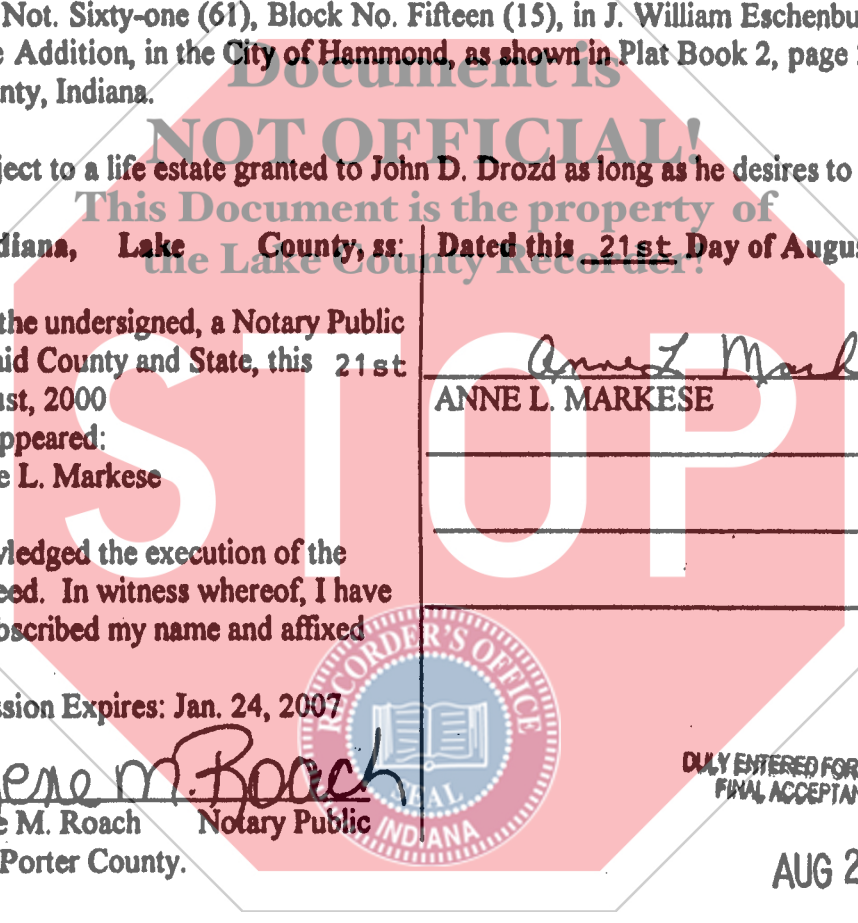 Not. Sixty-one (61), Block No. Fifteen (15), in J. William Eschenbu
e Addition, in the City of Hammond, as shown in Plat Book 2, page
nty, Indiana.
Document is
NOT OFFICIAL!
This Document is the property of
the Lake County Recorder!
STOP
ject to a life estate granted to John D. Drozd as long as he desires to
diana, Lake County, ss:
the undersigned, a Notary Public
aid County and State, this 21st
ust, 2000
ppeared:
e L. Markese
vledged the execution of the
eed. In witness whereof, I have
bscribed my name and affixed
ssion Expires: Jan. 24, 2007
ene M. Roach
e M. Roach Notary Public
Porter County.
Dated this 21st Day of Augus
Anne L Mark
ANNE L. MARKESE
RECORDER'S OFFICE
SEAL
INDIANA
DULY ENTERED FOR
FINAL ACCEPTAN
AUG 2